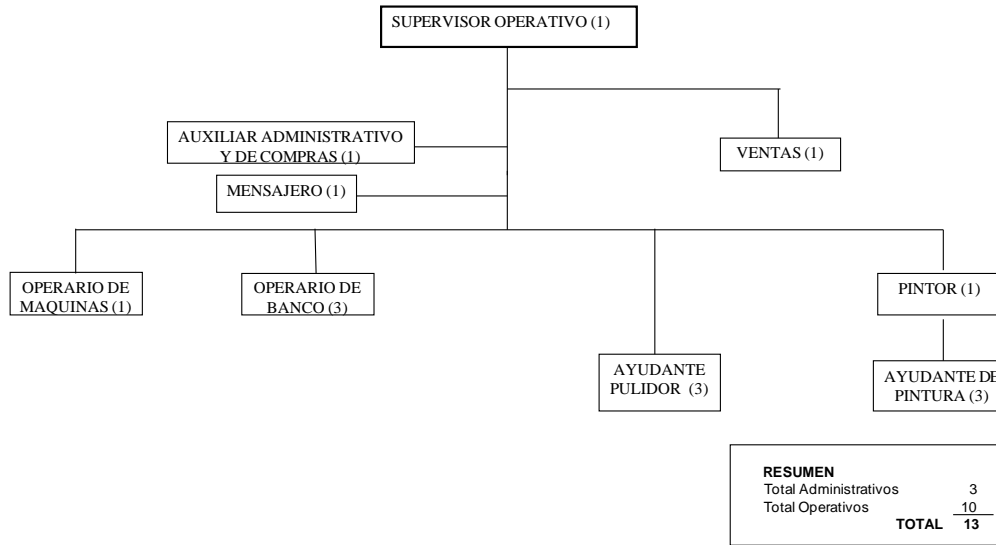 SUPERVISOR OPERATIVO (1)
AUXILIAR ADMINISTRATIVO
Y DE COMPRAS (1)
VENTAS (1)
MENSAJERO (1)
OPERARIO DE
MAQUINAS (1)
OPERARIO DE
BANCO (3)
PINTOR (1)
AYUDANTE
PULIDOR (3)
AYUDANTE DE
PINTURA (3)
RESUMEN
Total Administrativos 3
Total Operativos 10
TOTAL 13